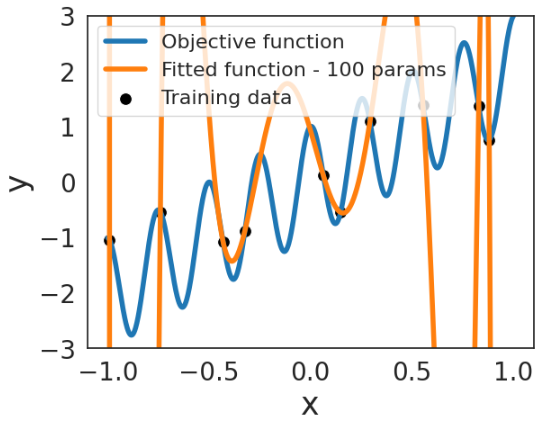 Objective function
Fitted function - 100 params
Training data
3
2
1
0
−1
−2
−3
y
−1.0 −0.5 0.0 0.5 1.0
x